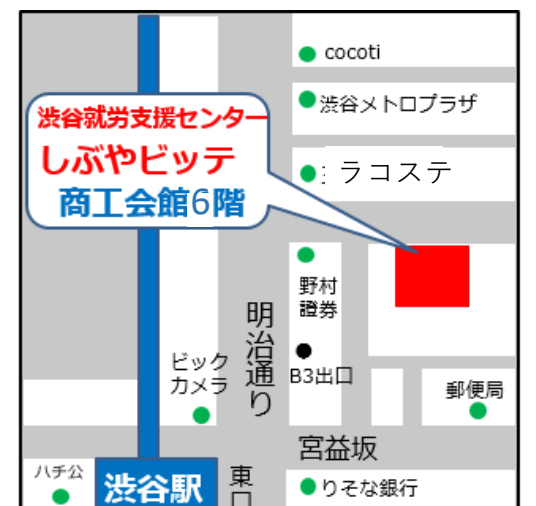 cocoti
渋谷メトロプラザ
渋谷就労支援センター
しぶやビッテ
商工会館6階
ラコステ
野村
證券
明治通り
ビック
カメラ
B3出口
郵便局
宮益坂
ハチ公
渋谷駅
東口
りそな銀行